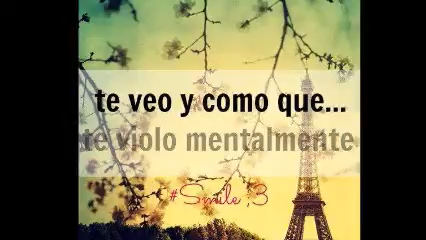 te veo y como que...
te violo mentalmente
#Smile ;3